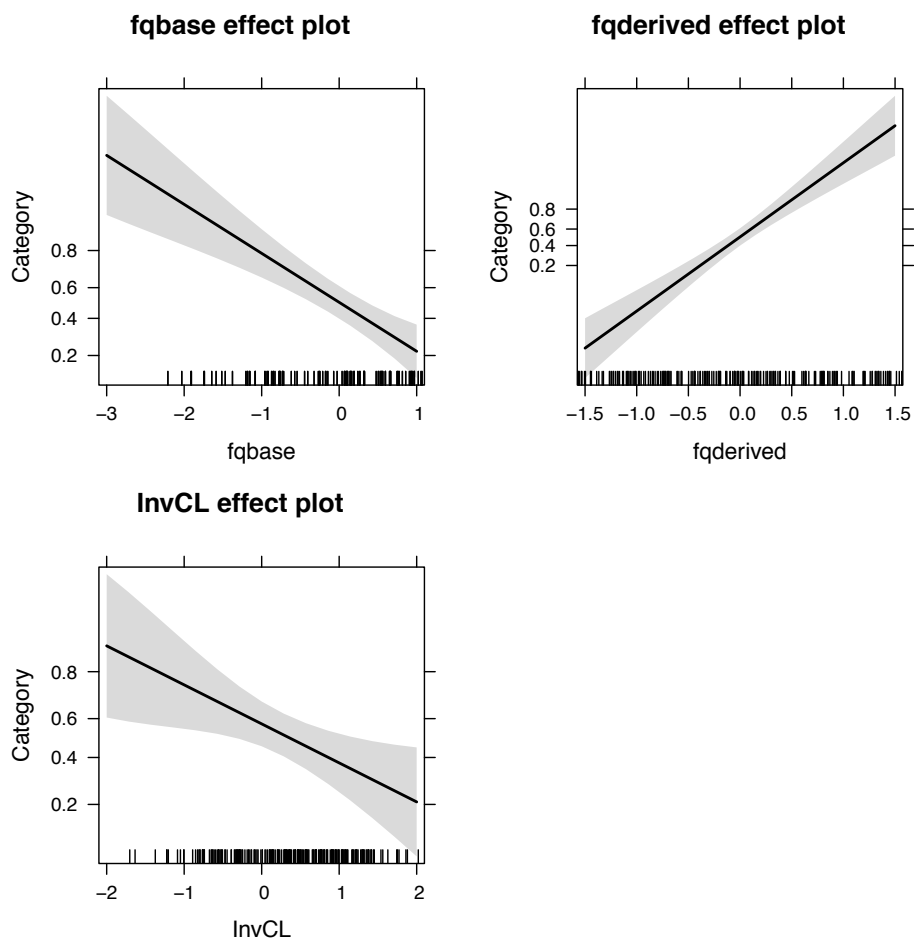 fqbase effect plot
Category
0.8
0.6
0.4
0.2
−3 −2 −1 0 1
fqbase
fqderived effect plot
Category
0.8
0.6
0.4
0.2
−1.5 −1.0 −0.5 0.0 0.5 1.0 1.5
fqderived
InvCL effect plot
Category
0.8
0.6
0.4
0.2
−2 −1 0 1 2
InvCL